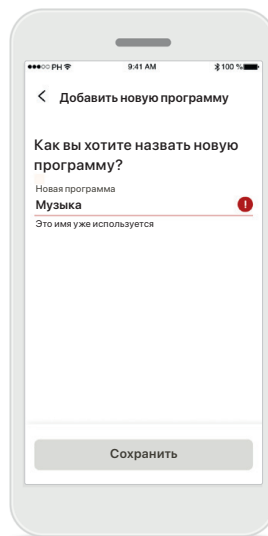 PH 9:41 AM 100 %
Добавить новую программу
Как вы хотите назвать новую
программу?
Новая программа
Музыка !
Это имя уже используется
Сохранить